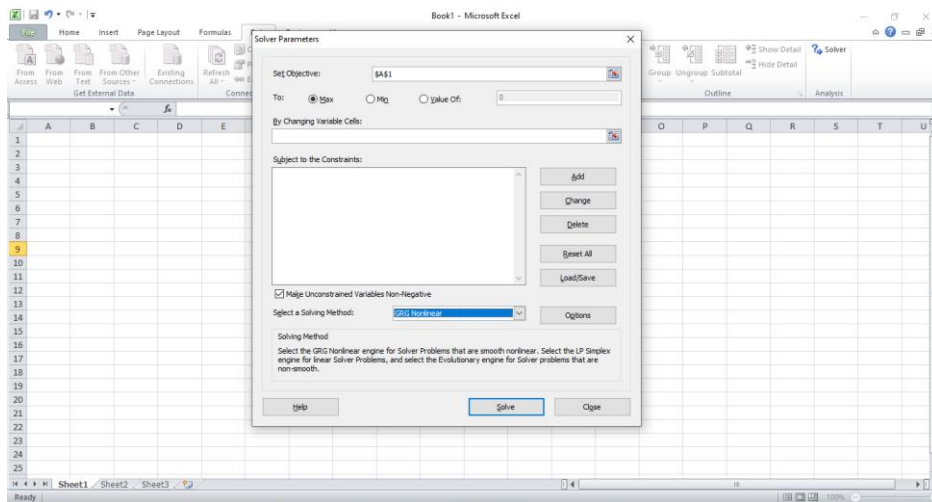 Book1 - Microsoft Excel
File Home Insert Page Layout Formulas
From Access From Web From Text From Other Sources Existing Connections Refresh All
Get External Data Connec
Group Ungroup Subtotal Show Detail Hide Detail Solver
Outline Analysis
fx
A B C D E O P Q R S T U
1
2
3
4
5
6
7
8
9
10
11
12
13
14
15
16
17
18
19
20
21
22
23
24
25
Solver Parameters
Set Objective: $A$1
To: Max Min Value Of: 0
By Changing Variable Cells:
Subject to the Constraints:
Add
Change
Delete
Reset All
Load/Save
Make Unconstrained Variables Non-Negative
Select a Solving Method: GRG Nonlinear Options
Solving Method
Select the GRG Nonlinear engine for Solver Problems that are smooth nonlinear. Select the LP Simplex
engine for linear Solver Problems, and select the Evolutionary engine for Solver problems that are
non-smooth.
Help Solve Close
Sheet1 Sheet2 Sheet3
Ready 100%